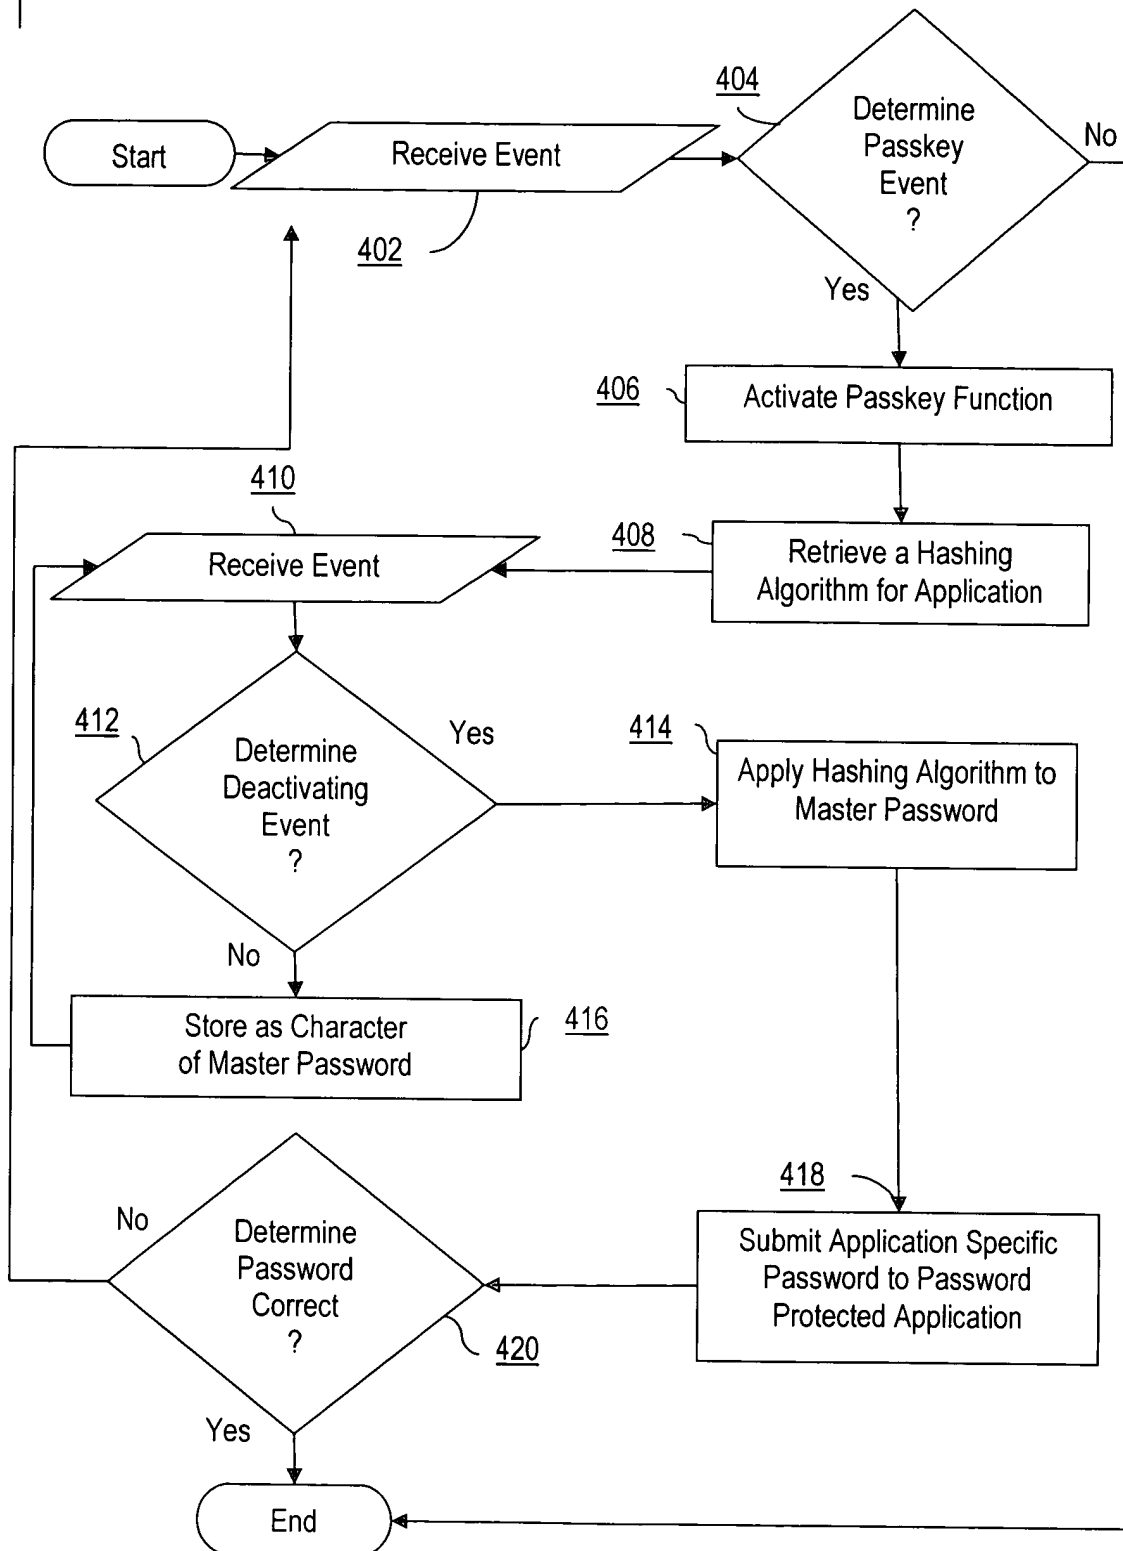 Start
Receive Event
402
404
Determine
Passkey
Event
?
No
Yes
406
Activate Passkey Function
408
Retrieve a Hashing
Algorithm for Application
410
Receive Event
412
Determine
Deactivating
Event
?
Yes
414
Apply Hashing Algorithm to
Master Password
No
Store as Character
of Master Password
416
418
Submit Application Specific
Password to Password
Protected Application
No
Determine
Password
Correct
?
420
Yes
End